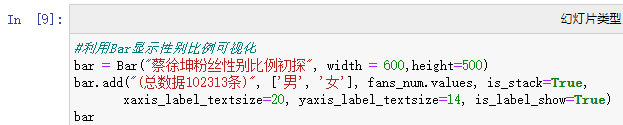 In [9]:
幻灯片类型
#利用Bar显示性别比例可视化
bar = Bar("蔡徐坤粉丝性别比例初探", width = 600,height=500)
bar.add("(总数据102313条)", ['男', '女'], fans_num.values, is_stack=True,
xaxis_label_textsize=20, yaxis_label_textsize=14, is_label_show=True)
bar